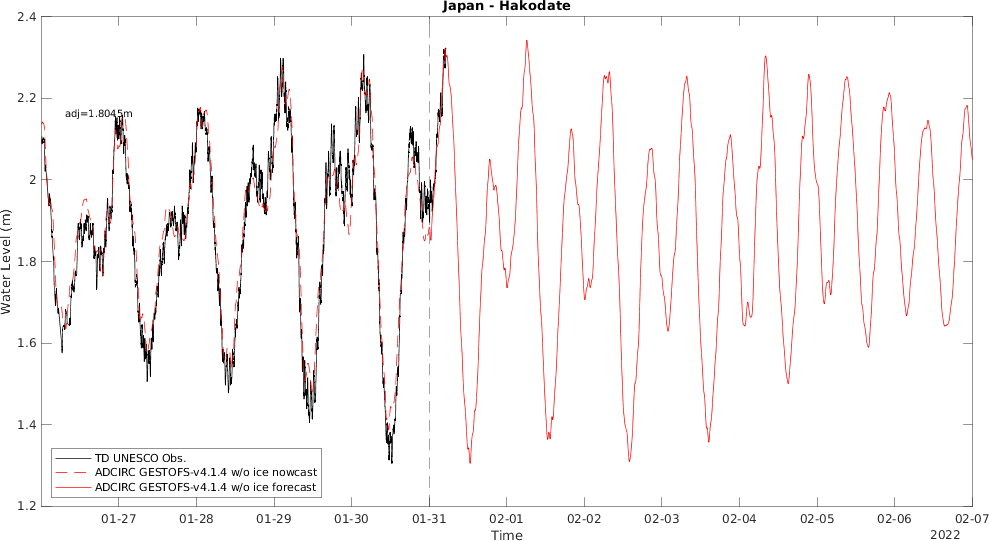 Japan - Hakodate
2.4
2.2
2
1.8
1.6
1.4
1.2
Water Level (m)
adj=1.8045m
TD UNESCO Obs.
ADCIRC GESTOFS-v4.1.4 w/o ice nowcast
ADCIRC GESTOFS-v4.1.4 w/o ice forecast
01-27 01-28 01-29 01-30 01-31 02-01 02-02 02-03 02-04 02-05 02-06 02-07
Time
2022